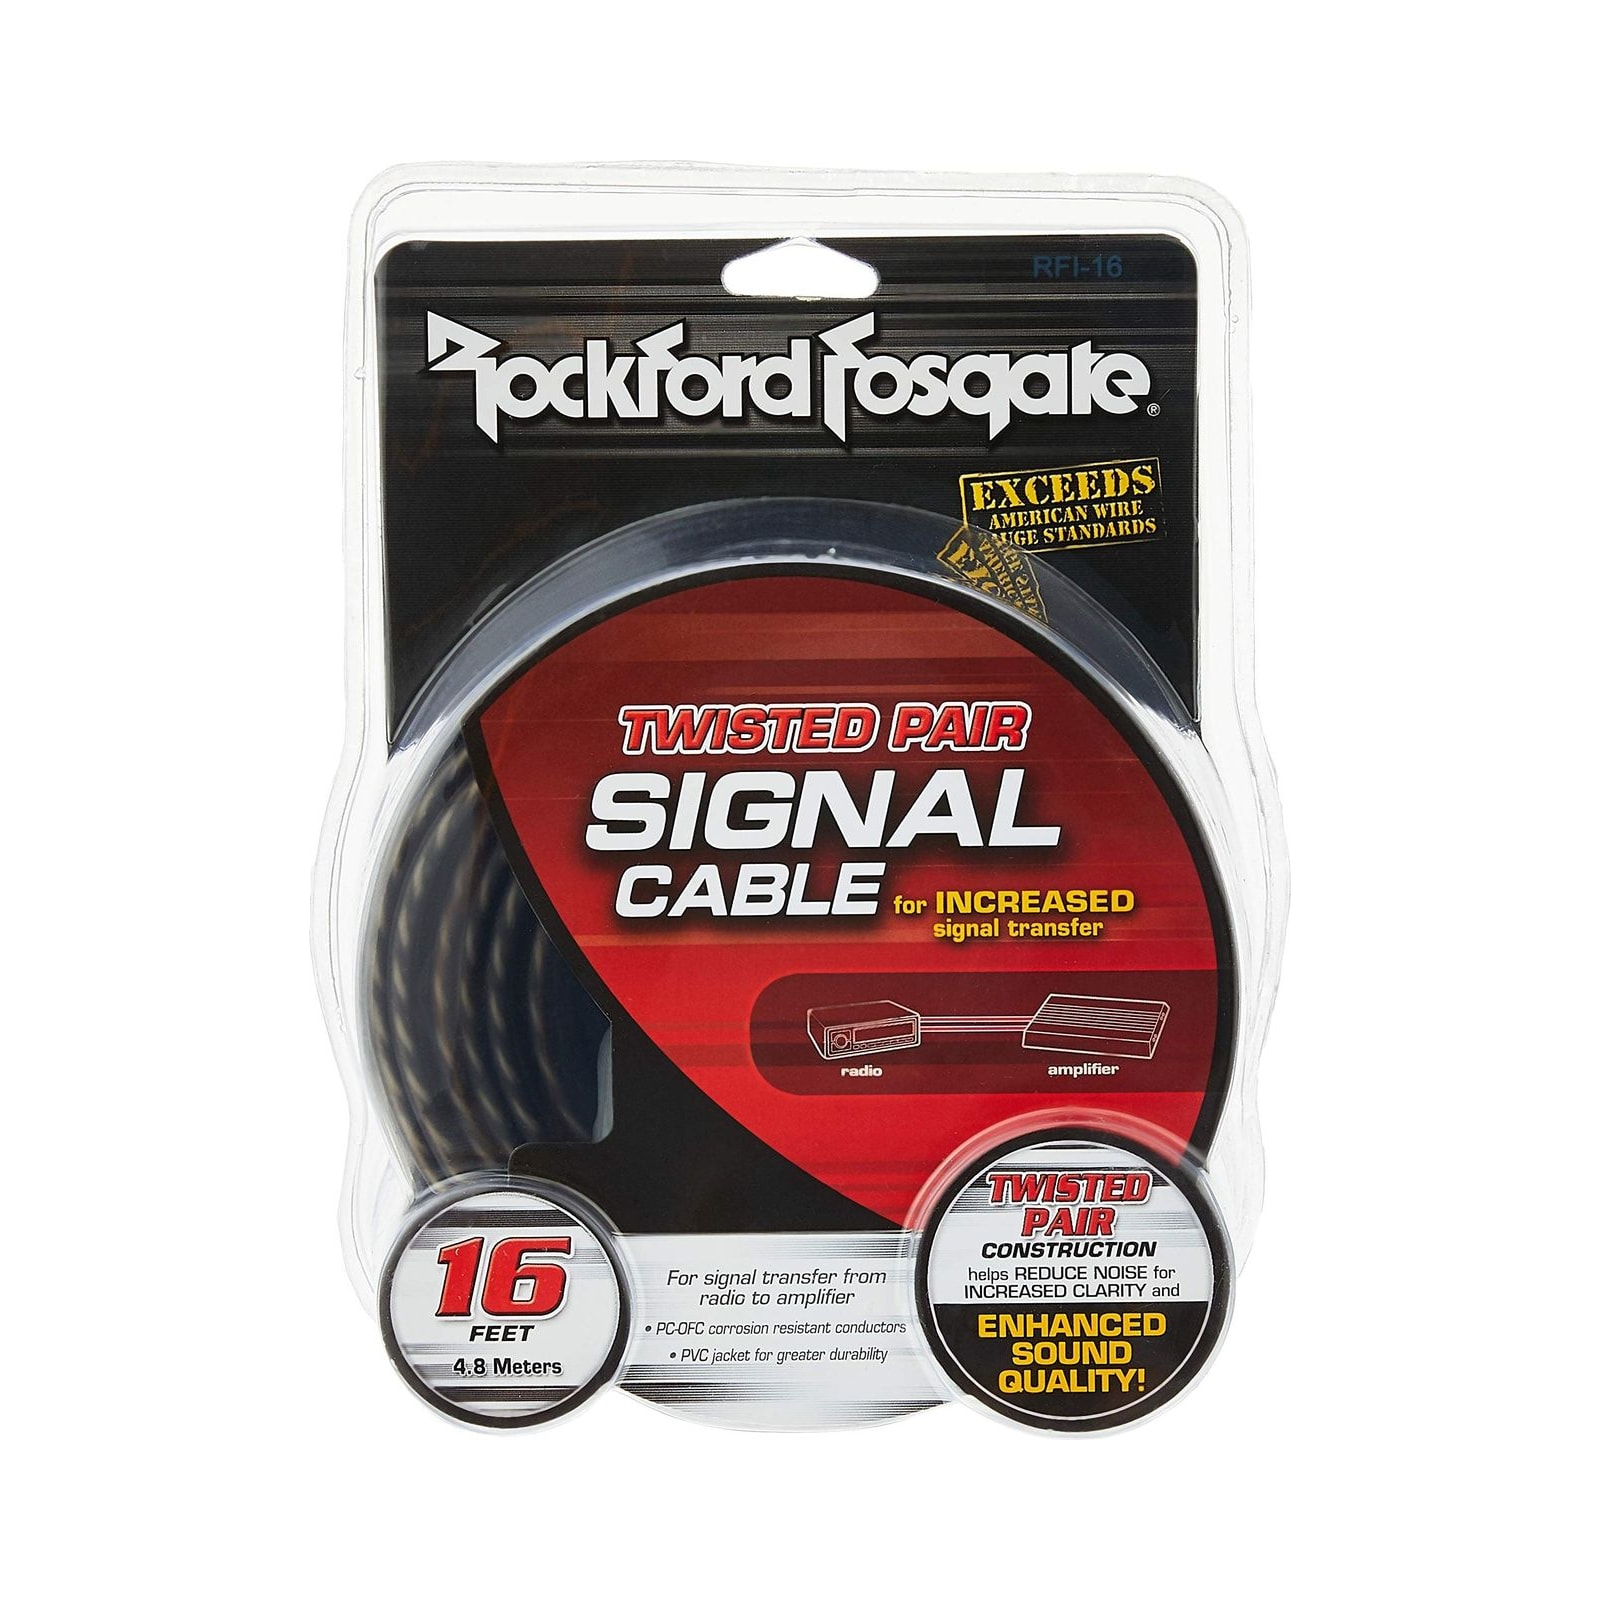 RFI-16
Rockford Fosgate®
EXCEEDS
AMERICAN WIRE
STANDARDS
TWISTED PAIR
SIGNAL
CABLE for INCREASED
signal transfer
radio
amplifier
TWISTED
PAIR
CONSTRUCTION
helps REDUCE NOISE for
INCREASED CLARITY and
ENHANCED
SOUND
QUALITY!
16
FEET
4.8 Meters
For signal transfer from
radio to amplifier
• PC-OFC corrosion resistant conductors
• PVC jacket for greater durability